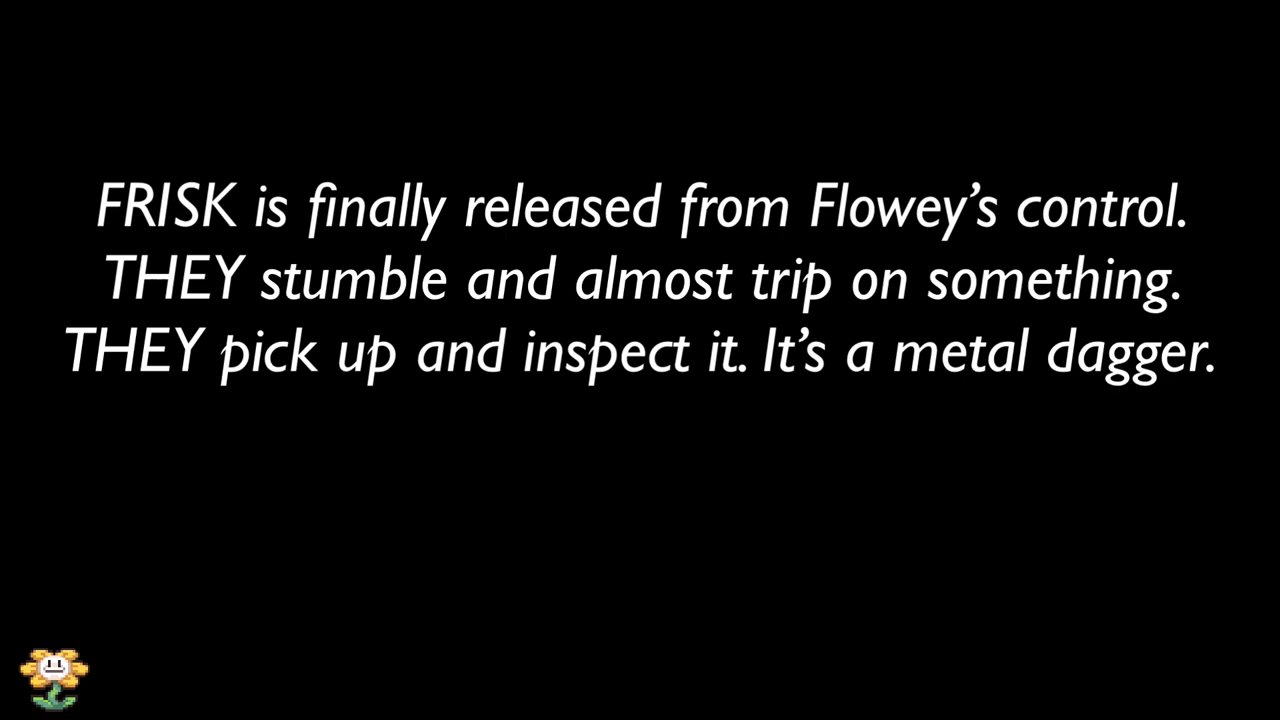 FRISK is finally released from Flowey’s control.
THEY stumble and almost trip on something.
THEY pick up and inspect it. It’s a metal dagger.